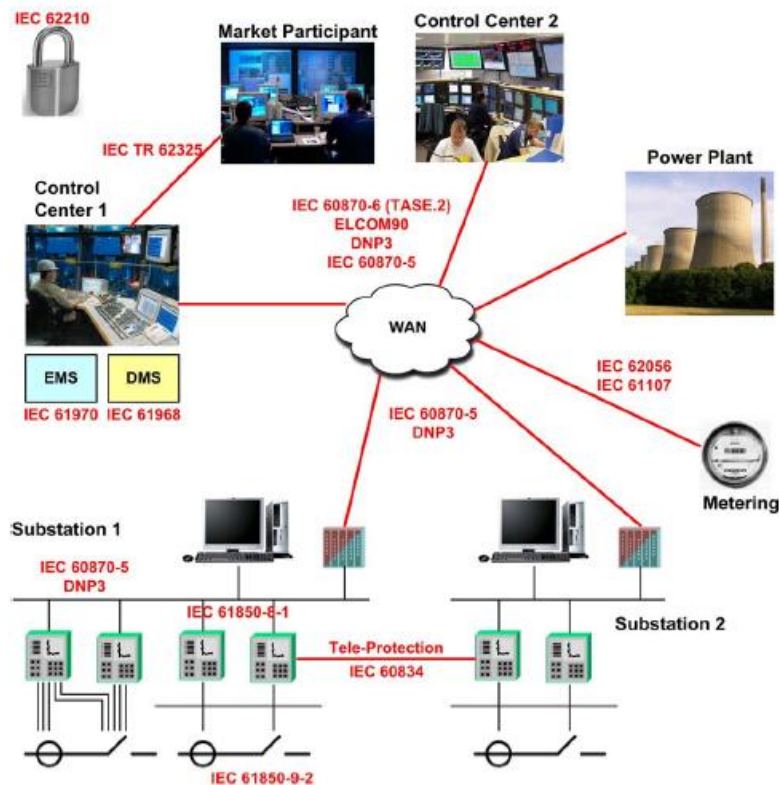 IEC 62210
Market Participant
Control Center 2
IEC TR 62325
Power Plant
Control
Center 1
IEC 60870-6 (TASE.2)
ELCOM90
DNP3
IEC 60870-5
WAN
EMS
DMS
IEC 61970
IEC 61968
IEC 62056
IEC 61107
IEC 60870-5
DNP3
Metering
Substation 1
IEC 60870-5
DNP3
IEC 61850-8-1
Substation 2
Tele-Protection
IEC 60834
IEC 61850-9-2